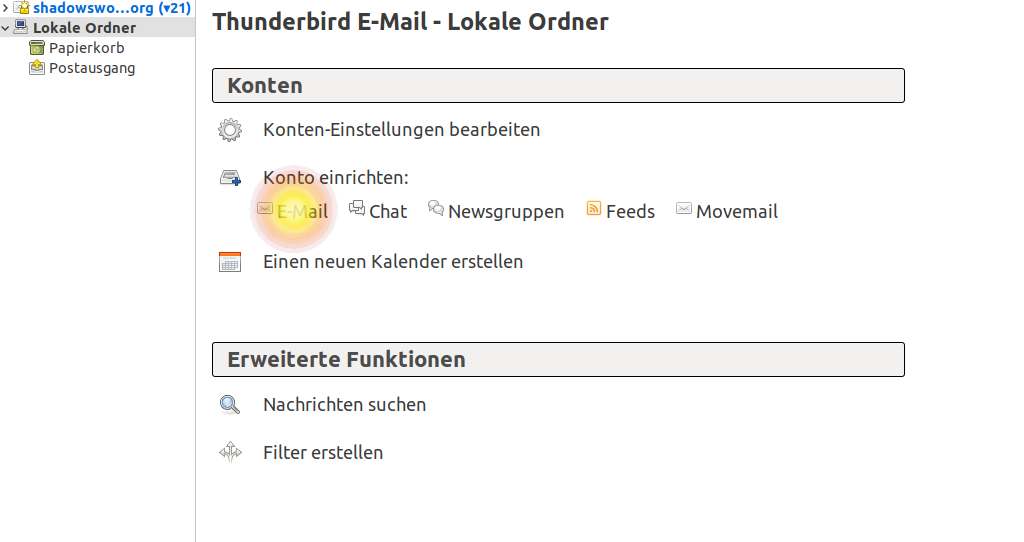 shadowswo...org (▾21)
Lokale Ordner
Papierkorb
Postausgang
Thunderbird E-Mail - Lokale Ordner
Konten
Konten-Einstellungen bearbeiten
Konto einrichten:
E-Mail Chat Newsgruppen Feeds Movemail
Einen neuen Kalender erstellen
Erweiterte Funktionen
Nachrichten suchen
Filter erstellen